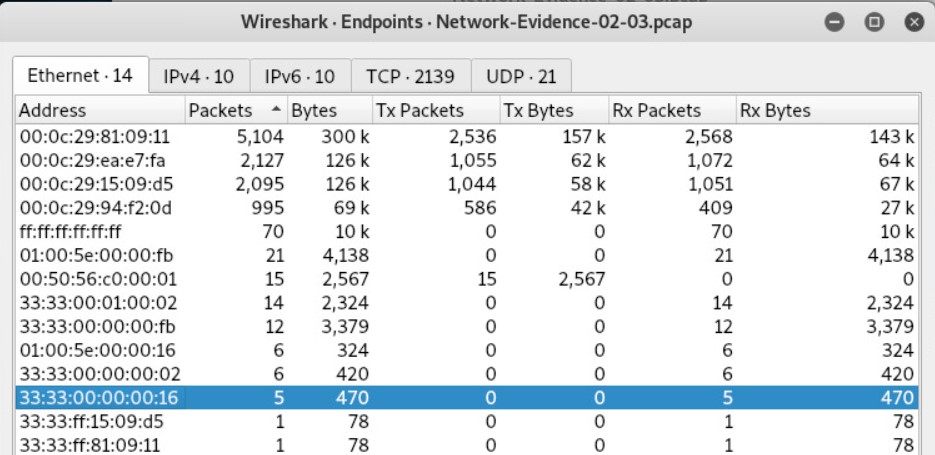 Wireshark · Endpoints · Network-Evidence-02-03.pcap
Ethernet · 14 IPv4 · 10 IPv6 · 10 TCP · 2139 UDP · 21
Address Packets Bytes Tx Packets Tx Bytes Rx Packets Rx Bytes
00:0c:29:81:09:11 5,104 300 k 2,536 157 k 2,568 143 k
00:0c:29:ea:e7:fa 2,127 126 k 1,055 62 k 1,072 64 k
00:0c:29:15:09:d5 2,095 126 k 1,044 58 k 1,051 67 k
00:0c:29:94:f2:0d 995 69 k 586 42 k 409 27 k
ff:ff:ff:ff:ff:ff 70 10 k 0 0 70 10 k
01:00:5e:00:00:fb 21 4,138 0 0 21 4,138
00:50:56:c0:00:01 15 2,567 15 2,567 0 0
33:33:00:01:00:02 14 2,324 0 0 14 2,324
33:33:00:00:00:fb 12 3,379 0 0 12 3,379
01:00:5e:00:00:16 6 324 0 0 6 324
33:33:00:00:00:02 6 420 0 0 6 420
33:33:00:00:00:16 5 470 0 0 5 470
33:33:ff:15:09:d5 1 78 0 0 1 78
33:33:ff:81:09:11 1 78 0 0 1 78